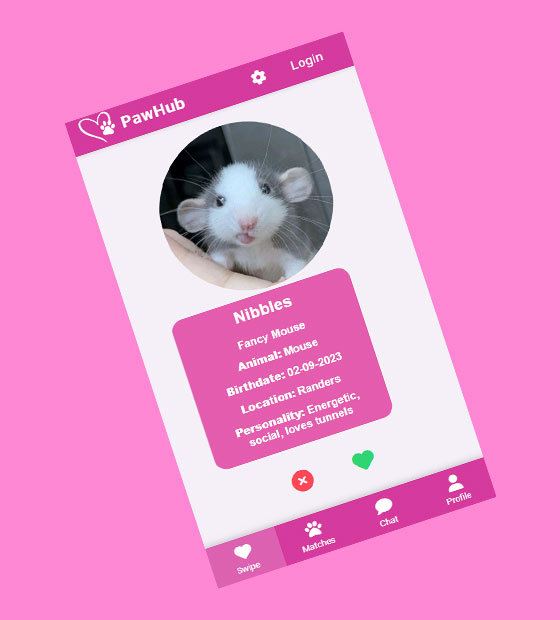 PawHub
Login
Nibbles
Fancy Mouse
Animal: Mouse
Birthdate: 02-09-2023
Location: Randers
Personality: Energetic,
social, loves tunnels
Swipe
Matches
Chat
Profile